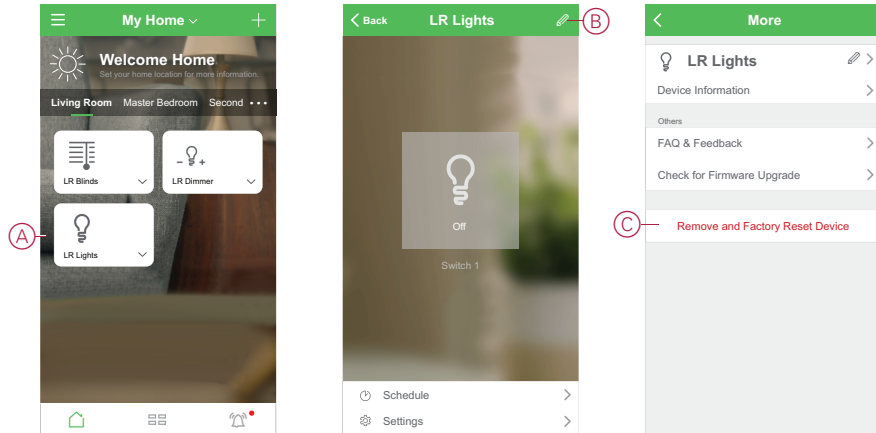 My Home
Welcome Home
Set your home location for more information.
Living Room Master Bedroom Second
LR Blinds
LR Dimmer
LR Lights
A
Back LR Lights
B
Off
Switch 1
Schedule
Settings
More
LR Lights
Device Information
Others
FAQ & Feedback
Check for Firmware Upgrade
C
Remove and Factory Reset Device